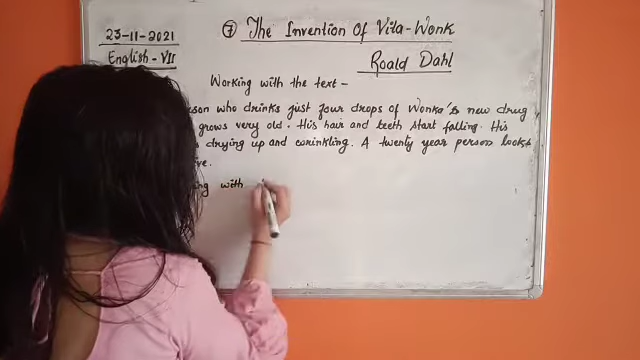 23-11-2021
English - VII
⑦ The Invention Of Vita-Wonk
Roald Dahl
Working with the text -
who drinks just four drops of Wonka's new drug
grows very old. His hair and teeth start falling. His
drying up and wrinkling. A twenty year person looks
with